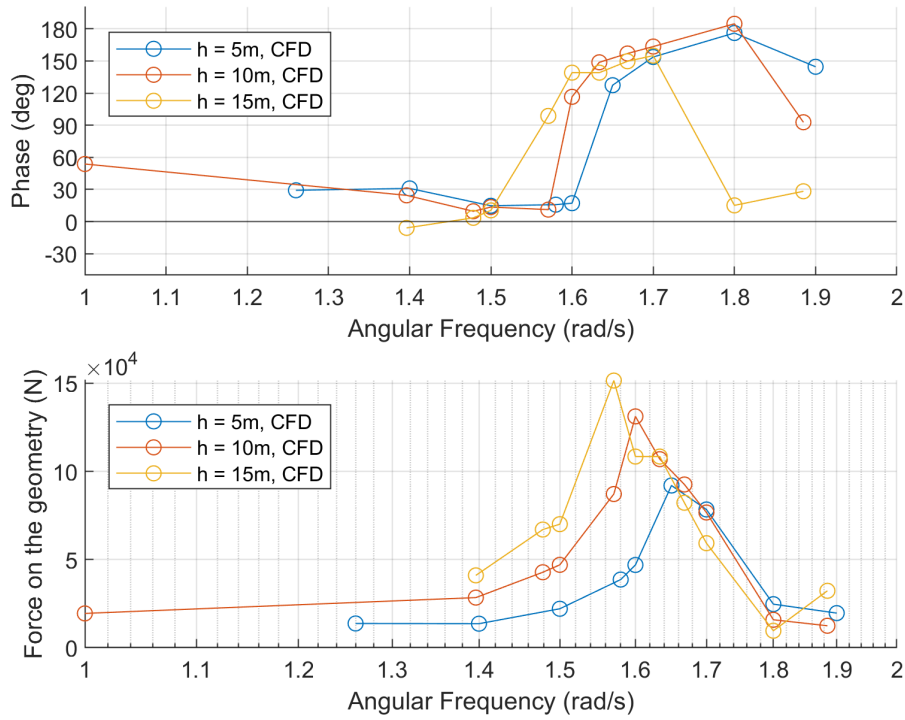 Phase (deg)
180
150
120
90
60
30
0
-30
h = 5m, CFD
h = 10m, CFD
h = 15m, CFD
1 1.1 1.2 1.3 1.4 1.5 1.6 1.7 1.8 1.9 2
Angular Frequency (rad/s)
Force on the geometry (N)
×10⁴
15
10
5
0
h = 5m, CFD
h = 10m, CFD
h = 15m, CFD
1 1.1 1.2 1.3 1.4 1.5 1.6 1.7 1.8 1.9 2
Angular Frequency (rad/s)